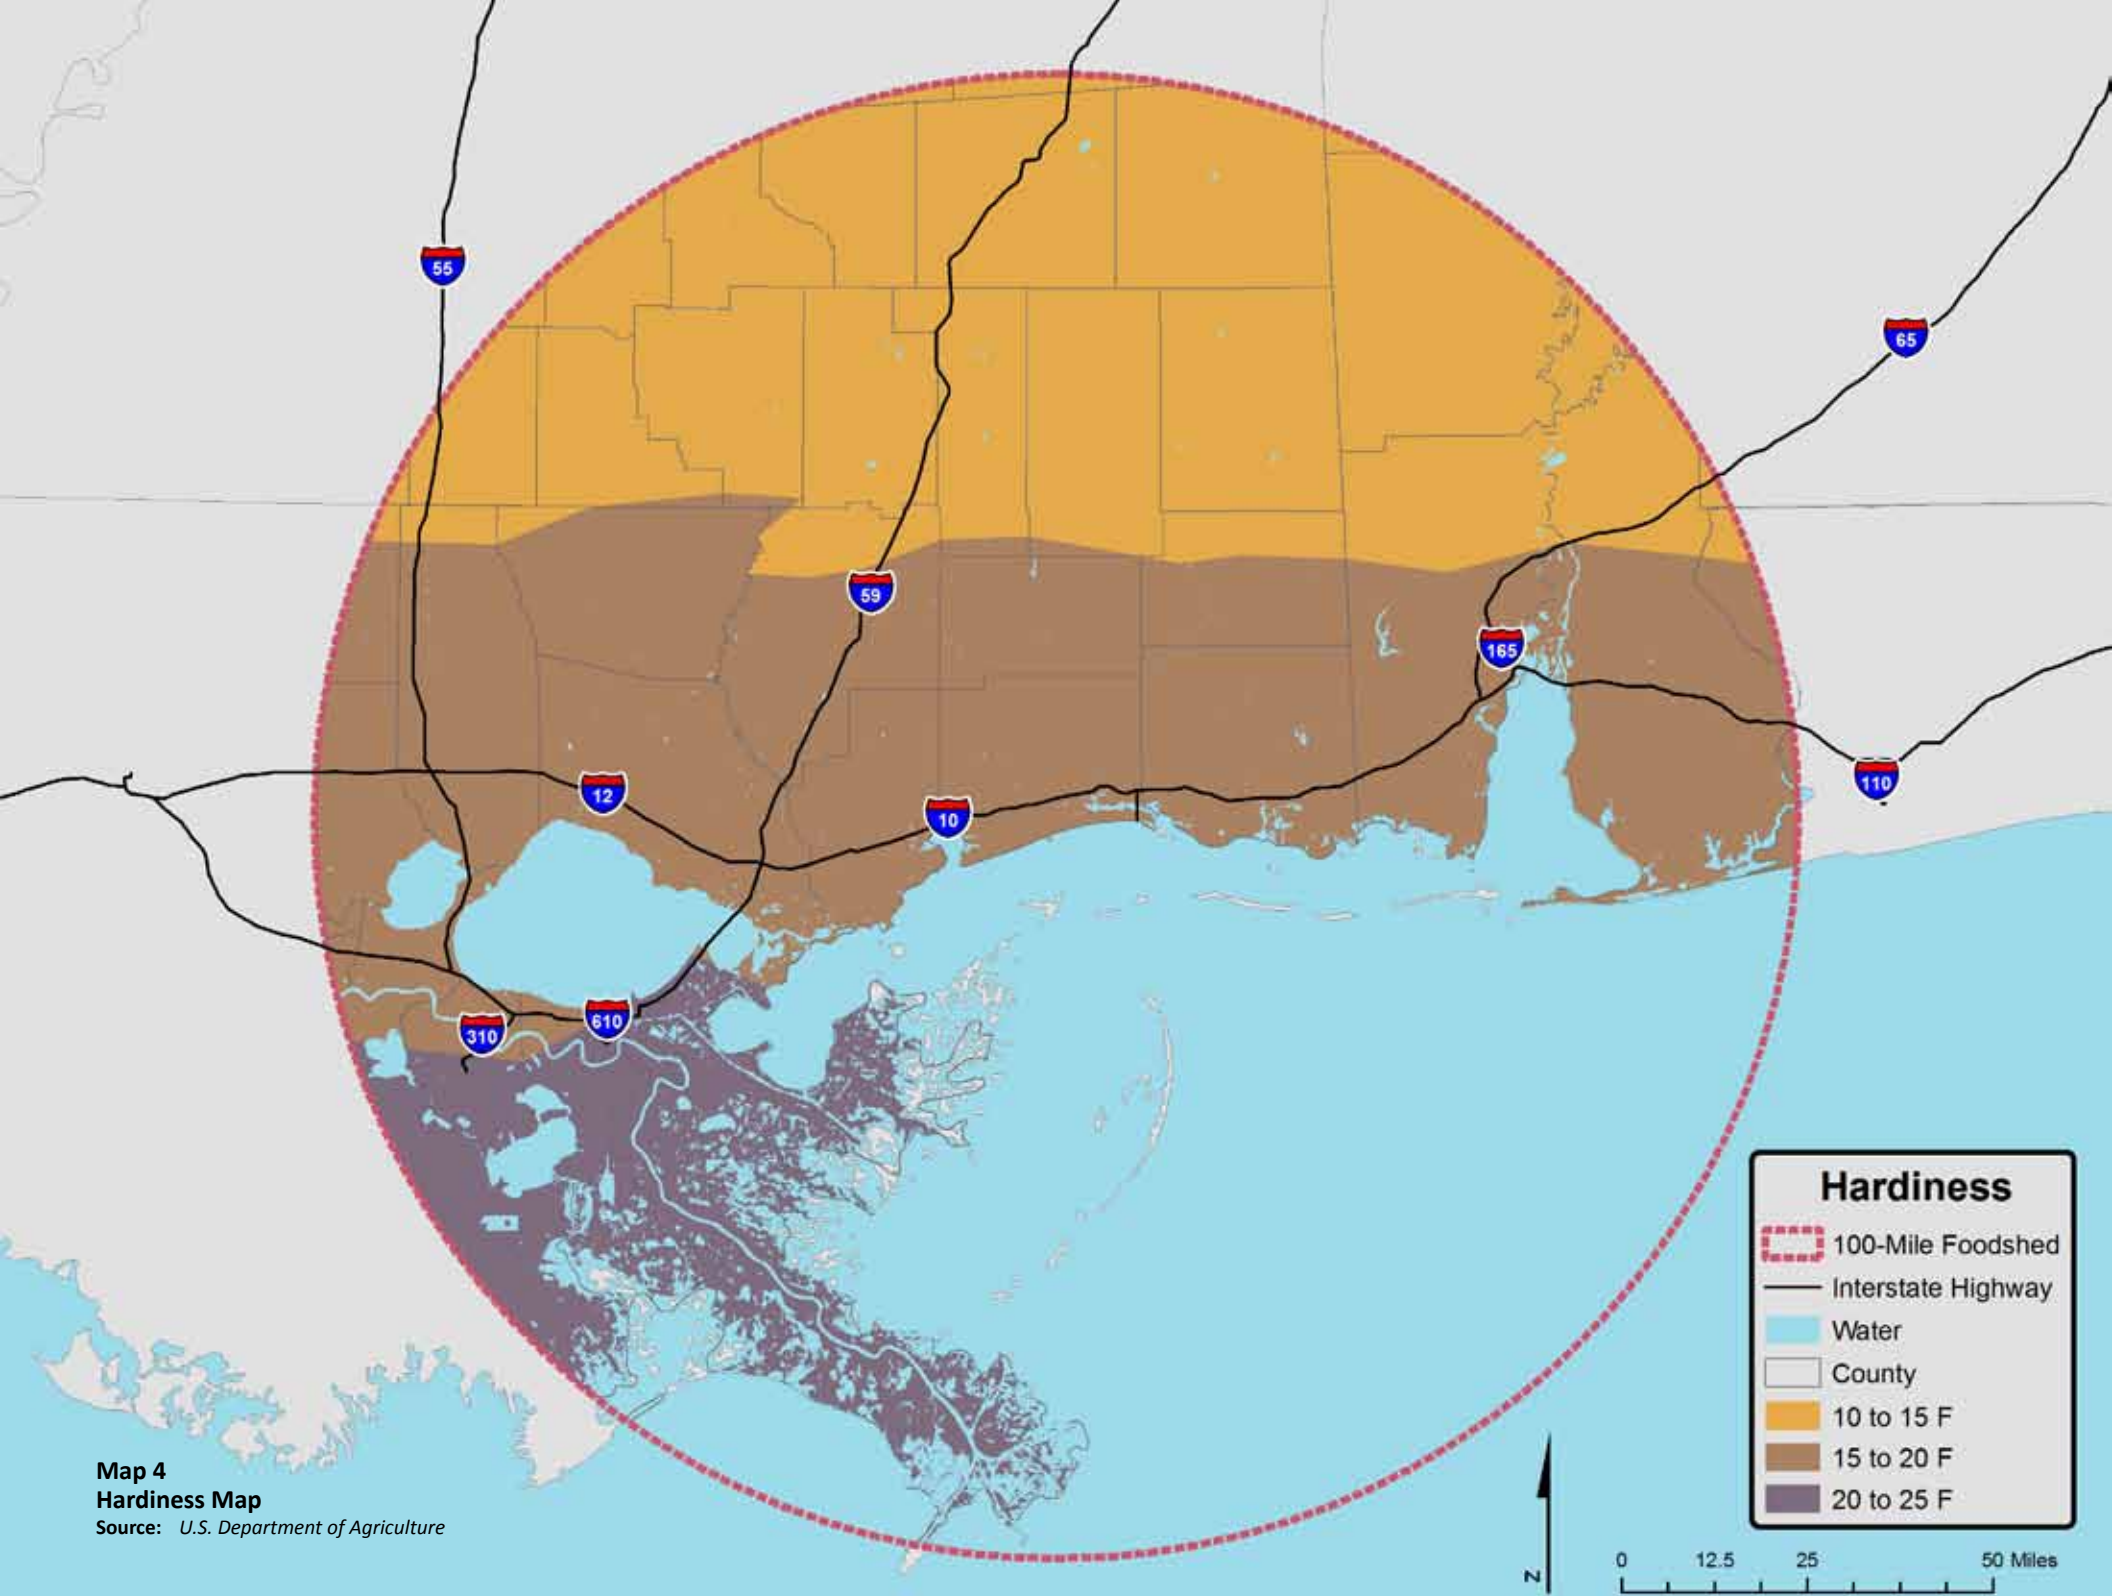 55
65
59
165
12
10
110
310
610
Hardiness
100-Mile Foodshed
Interstate Highway
Water
County
10 to 15 F
15 to 20 F
20 to 25 F
Map 4
Hardiness Map
Source: U.S. Department of Agriculture
N
0 12.5 25 50 Miles